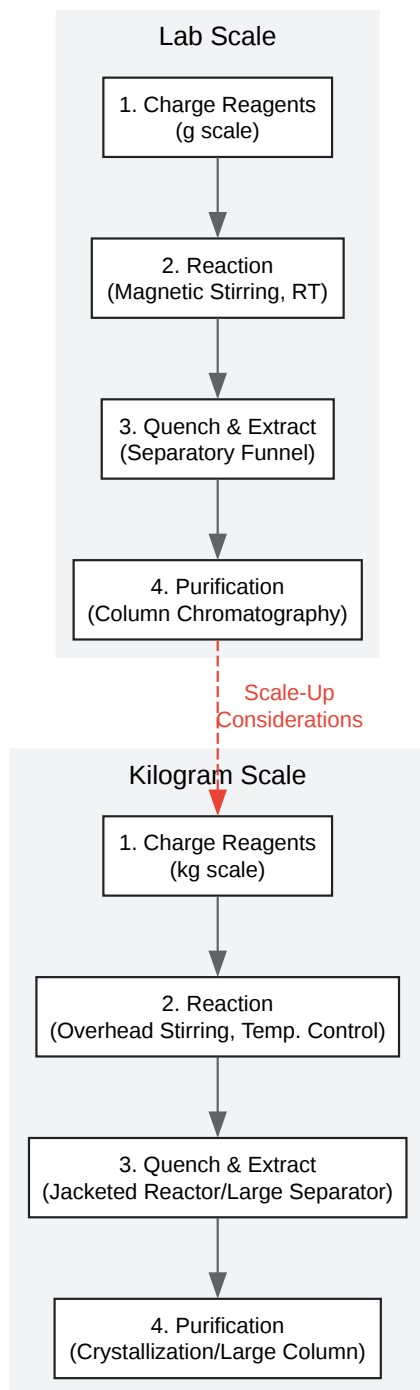 Lab Scale
1. Charge Reagents
(g scale)
2. Reaction
(Magnetic Stirring, RT)
3. Quench & Extract
(Separatory Funnel)
4. Purification
(Column Chromatography)
Scale-Up
Considerations
Kilogram Scale
1. Charge Reagents
(kg scale)
2. Reaction
(Overhead Stirring, Temp. Control)
3. Quench & Extract
(Jacketed Reactor/Large Separator)
4. Purification
(Crystallization/Large Column)